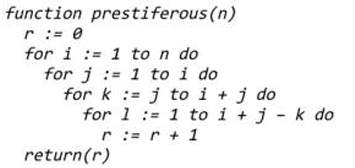 function prestiferous(n)
r := 0
for i := 1 to n do
for j := 1 to i do
for k := j to i + j do
for l := 1 to i + j - k do
r := r + 1
return(r)